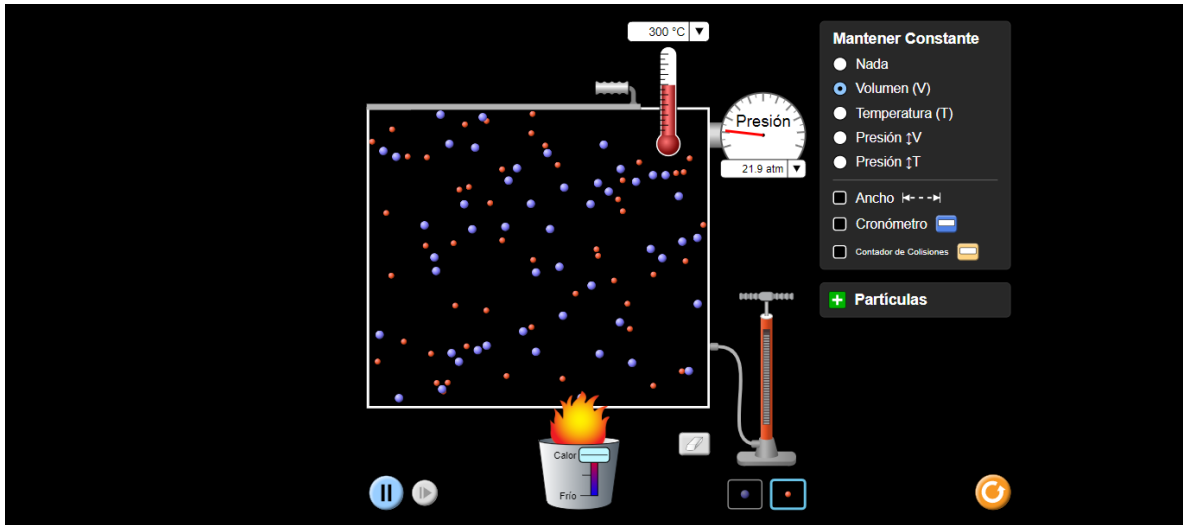 300 °C
Presión
21.9 atm
Mantener Constante
Nada
Volumen (V)
Temperatura (T)
Presión ↕V
Presión ↕T
Ancho
Cronómetro
Contador de Colisiones
Partículas
Calor
Frío